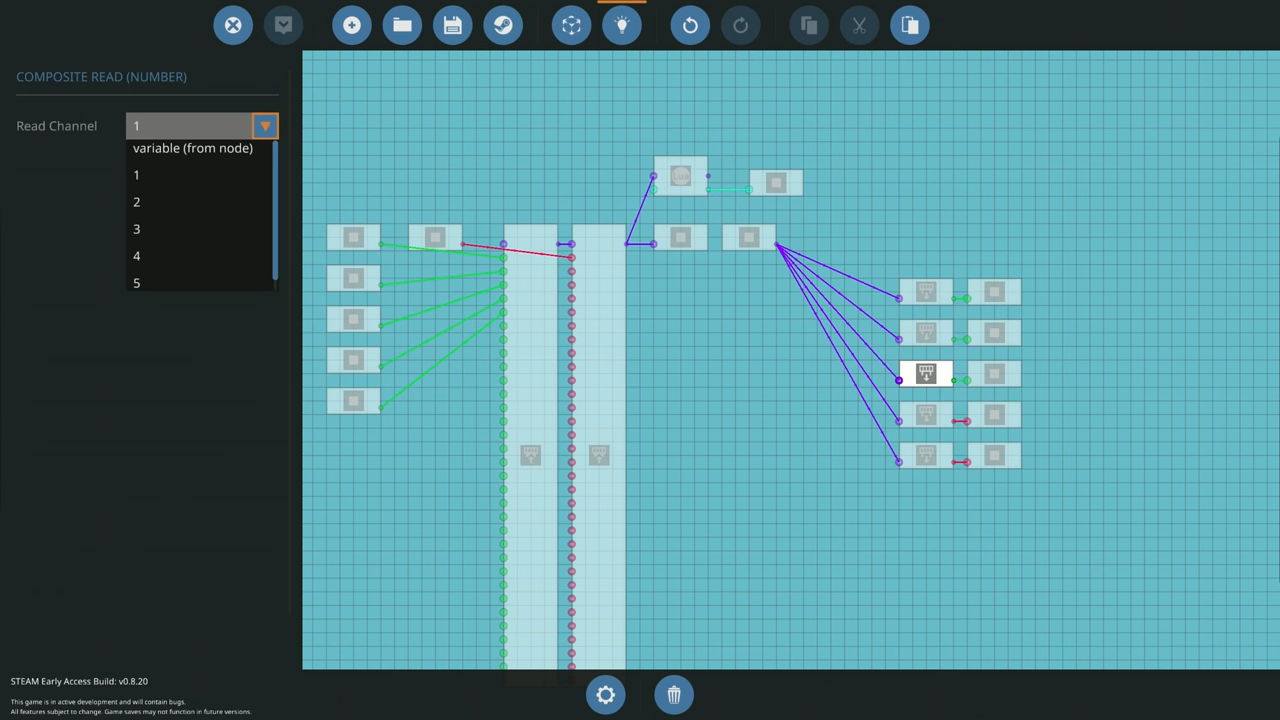 COMPOSITE READ (NUMBER)
Read Channel
1
variable (from node)
1
2
3
4
5
STEAM Early Access Build: v0.8.20
This game is in active development and will contain bugs.
All features subject to change. Game saves may not function in future versions.